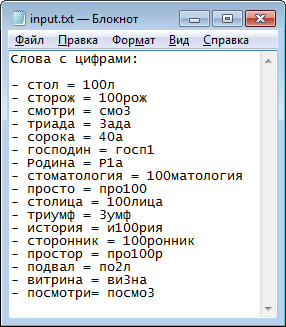 input.txt — Блокнот
Файл Правка Формат Вид Справка
Слова с цифрами:
- стол = 100л
- сторож = 100рож
- смотри = смо3
- триада = 3ада
- сорока = 40а
- господин = госп1
- Родина = Р1а
- стоматология = 100матология
- просто = про100
- столица = 100лица
- триумф = 3умф
- история = и100рия
- сторонник = 100ронник
- простор = про100р
- подвал = по2л
- витрина = ви3на
- посмотри= посмо3